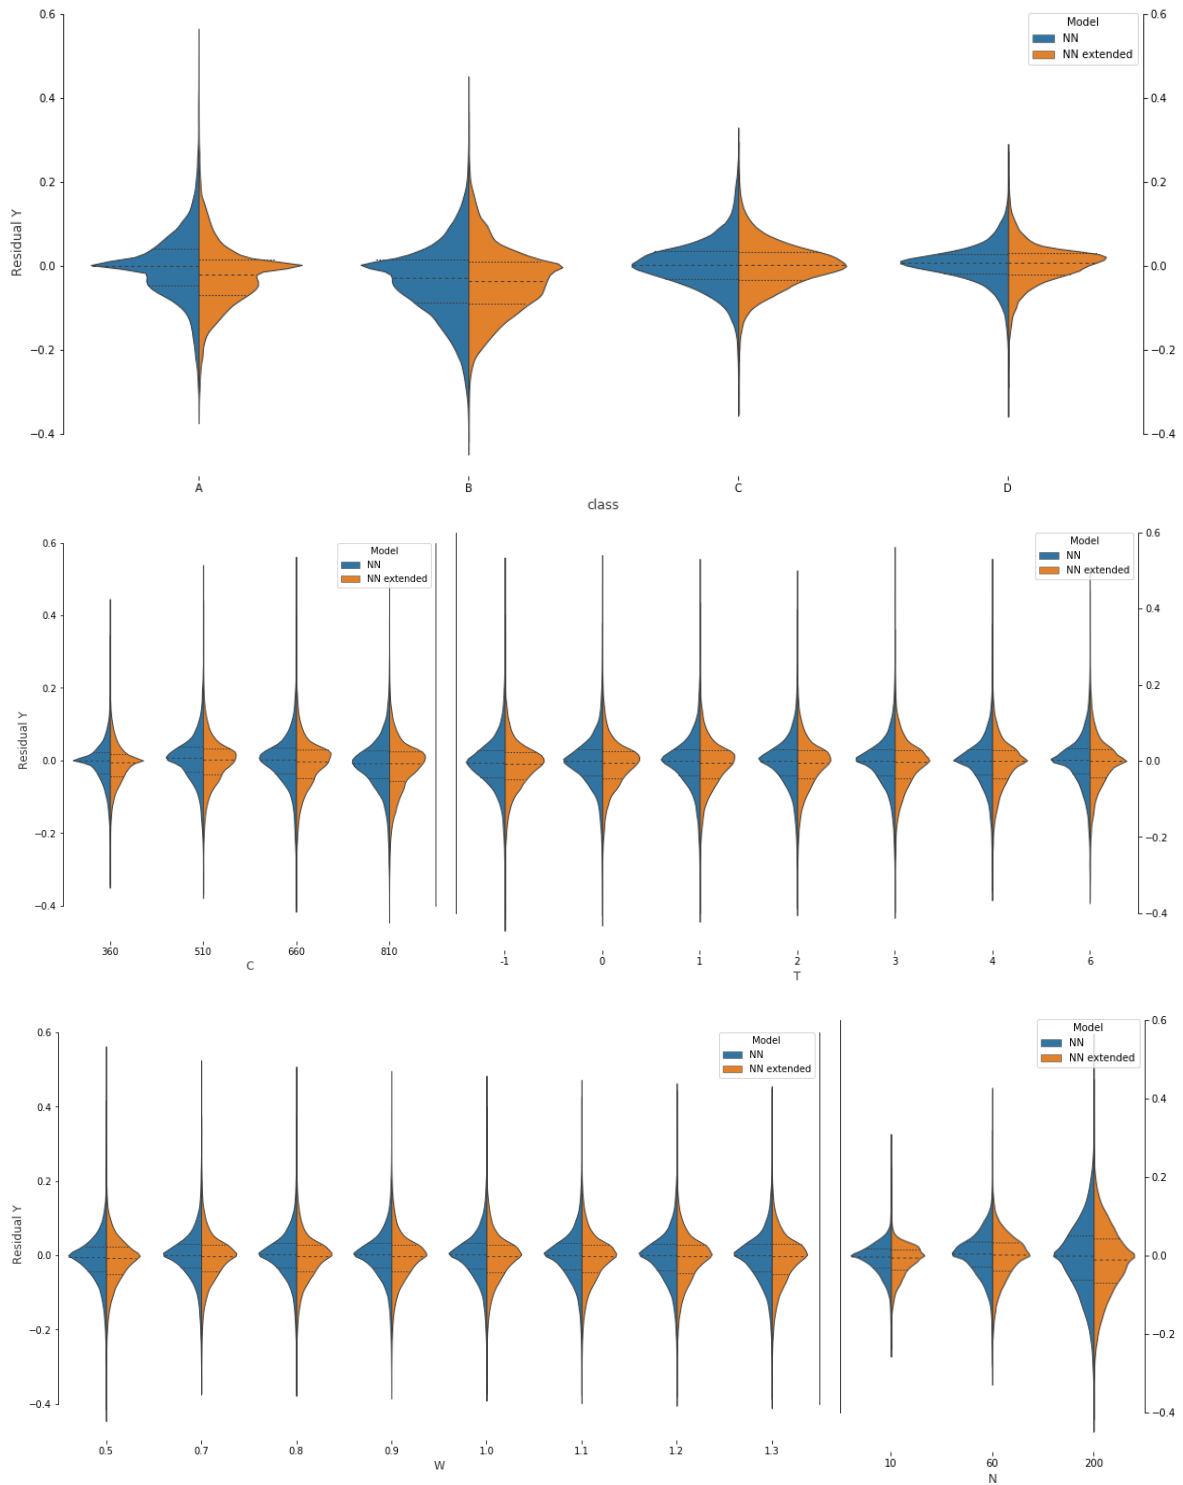 Model
NN
NN extended
0.6
0.4
0.2
0.0
−0.2
−0.4
Residual Y
0.6
0.4
0.2
0.0
−0.2
−0.4
A B C D
class
Model
NN
NN extended
0.6
0.4
0.2
0.0
−0.2
−0.4
Residual Y
360 510 660 810
C
Model
NN
NN extended
0.6
0.4
0.2
0.0
−0.2
−0.4
-1 0 1 2 3 4 6
T
Model
NN
NN extended
0.6
0.4
0.2
0.0
−0.2
−0.4
Residual Y
0.5 0.7 0.8 0.9 1.0 1.1 1.2 1.3
W
Model
NN
NN extended
0.6
0.4
0.2
0.0
−0.2
−0.4
10 60 200
N